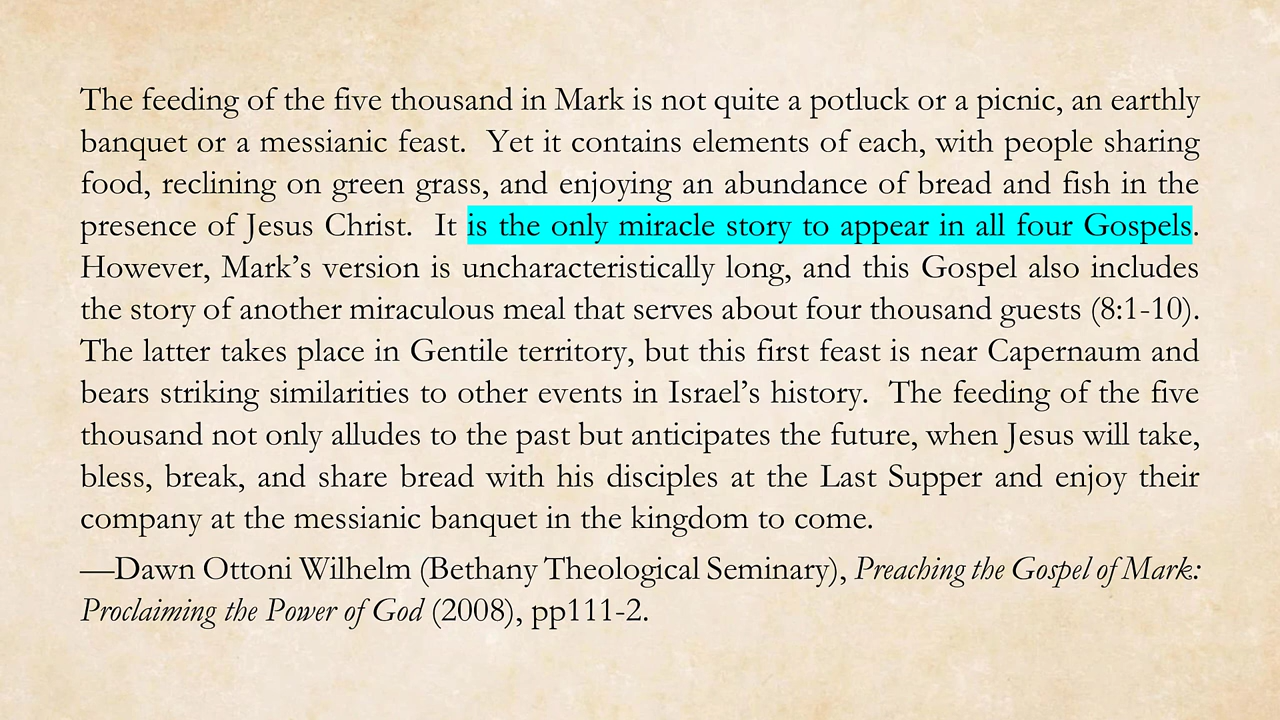 The feeding of the five thousand in Mark is not quite a potluck or a picnic, an earthly
banquet or a messianic feast.  Yet it contains elements of each, with people sharing
food, reclining on green grass, and enjoying an abundance of bread and fish in the
presence of Jesus Christ.  It is the only miracle story to appear in all four Gospels.
However, Mark’s version is uncharacteristically long, and this Gospel also includes
the story of another miraculous meal that serves about four thousand guests (8:1-10).
The latter takes place in Gentile territory, but this first feast is near Capernaum and
bears striking similarities to other events in Israel’s history.  The feeding of the five
thousand not only alludes to the past but anticipates the future, when Jesus will take,
bless, break, and share bread with his disciples at the Last Supper and enjoy their
company at the messianic banquet in the kingdom to come.
—Dawn Ottoni Wilhelm (Bethany Theological Seminary), Preaching the Gospel of Mark:
Proclaiming the Power of God (2008), pp111-2.